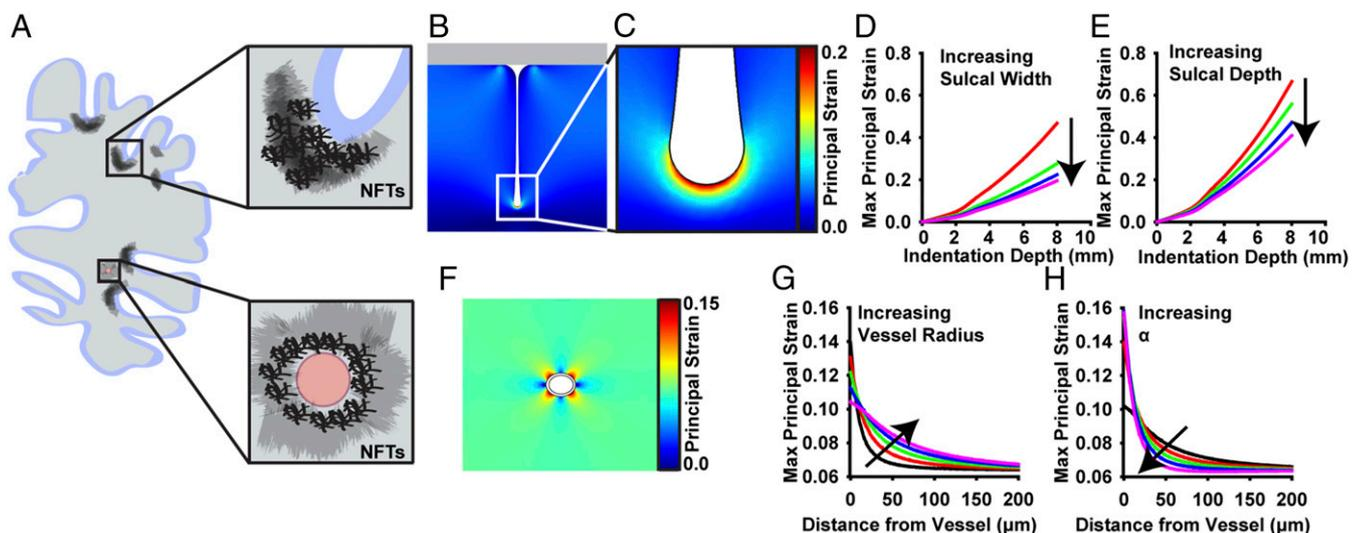 A
NFTs
NFTs
B
C
0.2
Principal Strain
0.0
D
Increasing
Sulcal Width
Max Principal Strain
0.8
0.6
0.4
0.2
0.0
0 2 4 6 8 10
Indentation Depth (mm)
E
Increasing
Sulcal Depth
Max Principal Strain
0.8
0.6
0.4
0.2
0.0
0 2 4 6 8 10
Indentation Depth (mm)
F
0.15
Principal Strain
0.0
G
Increasing
Vessel Radius
Max Principal Strain
0.16
0.14
0.12
0.10
0.08
0.06
0 50 100 150 200
Distance from Vessel (µm)
H
Increasing
α
Max Principal Strain
0.16
0.14
0.12
0.10
0.08
0.06
0 50 100 150 200
Distance from Vessel (µm)